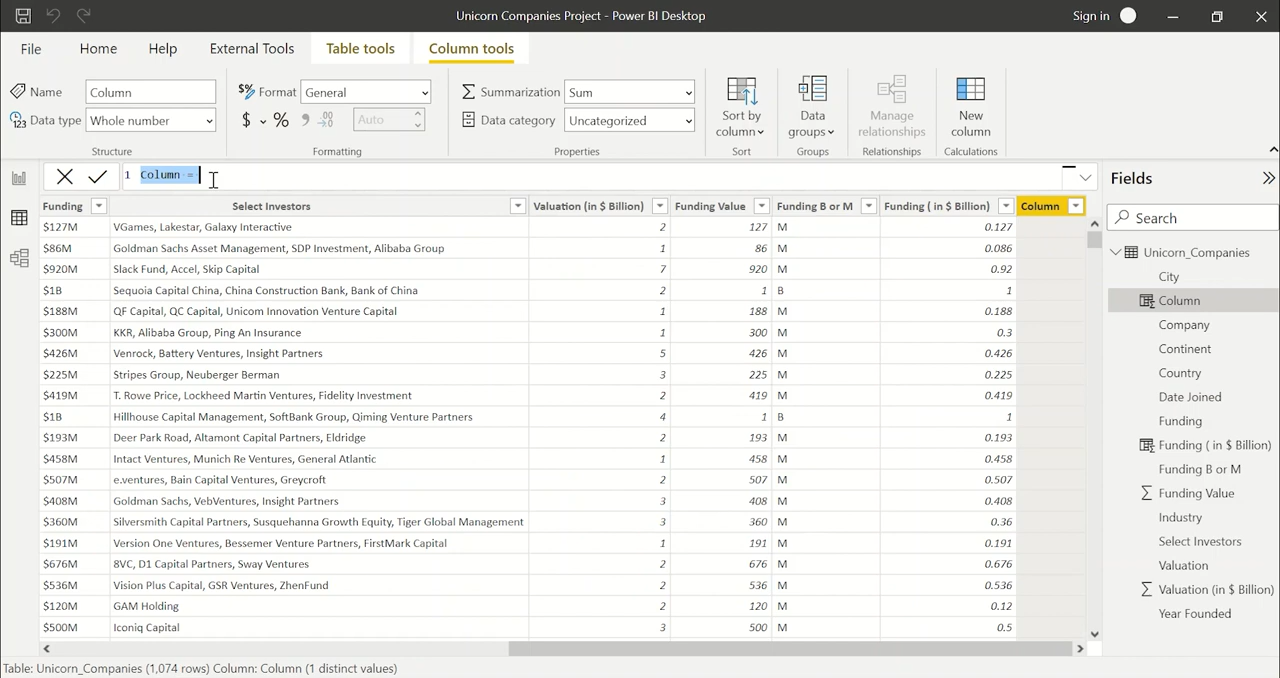 Unicorn Companies Project - Power BI Desktop
Sign in
File
Home
Help
External Tools
Table tools
Column tools
Name
Column
Data type
Whole number
Structure
Format
General
$
%
Auto
Formatting
Summarization
Sum
Data category
Uncategorized
Properties
Sort by
column
Sort
Data
groups
Groups
Manage
relationships
Relationships
New
column
Calculations
1 Column =
Funding Select Investors Valuation (in $ Billion) Funding Value Funding B or M Funding ( in $ Billion) Column
$127M VGames, Lakestar, Galaxy Interactive 2 127 M 0.127
$86M Goldman Sachs Asset Management, SDP Investment, Alibaba Group 1 86 M 0.086
$920M Slack Fund, Accel, Skip Capital 7 920 M 0.92
$1B Sequoia Capital China, China Construction Bank, Bank of China 2 1 B 1
$188M QF Capital, QC Capital, Unicom Innovation Venture Capital 1 188 M 0.188
$300M KKR, Alibaba Group, Ping An Insurance 1 300 M 0.3
$426M Venrock, Battery Ventures, Insight Partners 5 426 M 0.426
$225M Stripes Group, Neuberger Berman 3 225 M 0.225
$419M T. Rowe Price, Lockheed Martin Ventures, Fidelity Investment 2 419 M 0.419
$1B Hillhouse Capital Management, SoftBank Group, Qiming Venture Partners 4 1 B 1
$193M Deer Park Road, Altamont Capital Partners, Eldridge 2 193 M 0.193
$458M Intact Ventures, Munich Re Ventures, General Atlantic 1 458 M 0.458
$507M e.ventures, Bain Capital Ventures, Greycroft 2 507 M 0.507
$408M Goldman Sachs, VebVentures, Insight Partners 3 408 M 0.408
$360M Silversmith Capital Partners, Susquehanna Growth Equity, Tiger Global Management 3 360 M 0.36
$191M Version One Ventures, Bessemer Venture Partners, FirstMark Capital 1 191 M 0.191
$676M 8VC, D1 Capital Partners, Sway Ventures 2 676 M 0.676
$536M Vision Plus Capital, GSR Ventures, ZhenFund 2 536 M 0.536
$120M GAM Holding 2 120 M 0.12
$500M Iconiq Capital 3 500 M 0.5
Fields
Search
Unicorn_Companies
City
Column
Company
Continent
Country
Date Joined
Funding
Funding ( in $ Billion)
Funding B or M
Funding Value
Industry
Select Investors
Valuation
Valuation (in $ Billion)
Year Founded
Table: Unicorn_Companies (1,074 rows) Column: Column (1 distinct values)